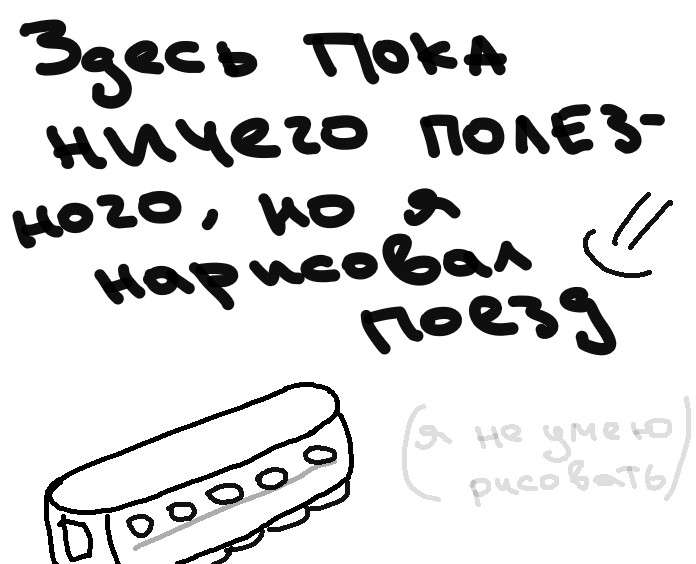 Здесь пока
ничего полез-
ного, но я
нарисовал
поезд
(я не умею
рисовать)